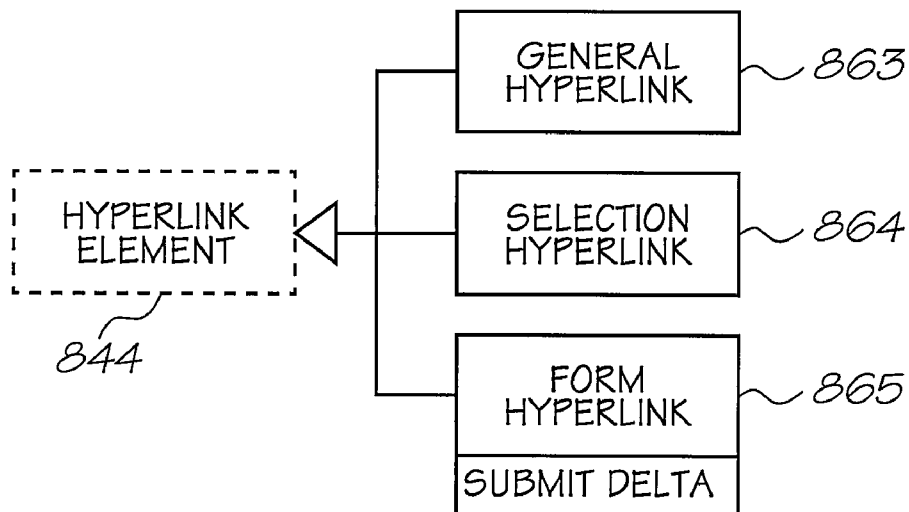 GENERAL
HYPERLINK
863
HYPERLINK
ELEMENT
844
SELECTION
HYPERLINK
864
FORM
HYPERLINK
865
SUBMIT DELTA